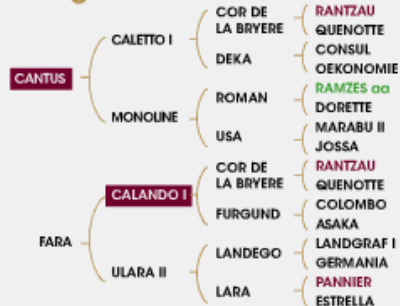 COR DE
LA BRYERE
RANTZAU
QUENOTTE
CALETTO I
DEKA
CONSUL
OEKONOMIE
CANTUS
ROMAN
RAMZES aa
DORETTE
MONOLINE
USA
MARABU II
JOSSA
COR DE
LA BRYERE
RANTZAU
QUENOTTE
CALANDO I
FURGUND
COLOMBO
ASAKA
FARA
LANDEGO
LANDGRAF I
GERMANIA
ULARA II
LARA
PANNIER
ESTRELLA